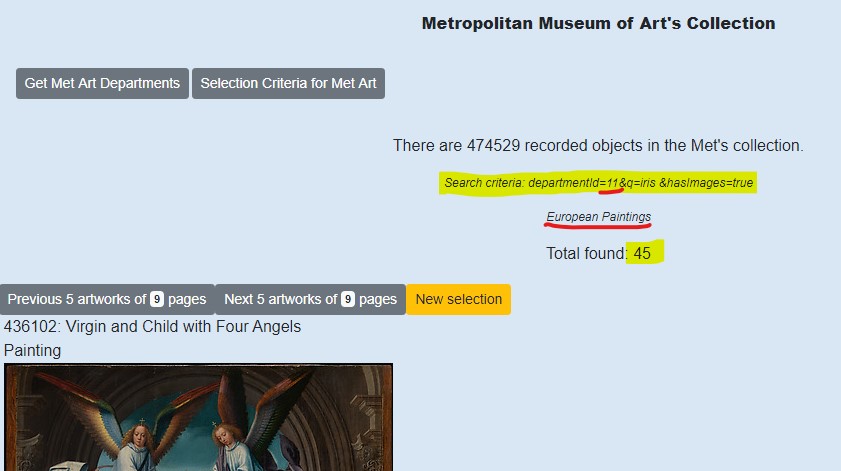 Metropolitan Museum of Art's Collection
Get Met Art Departments Selection Criteria for Met Art
There are 474529 recorded objects in the Met's collection.
Search criteria: departmentId=11&q=iris &hasImages=true
European Paintings
Total found: 45
Previous 5 artworks of 9 pages Next 5 artworks of 9 pages New selection
436102: Virgin and Child with Four Angels
Painting